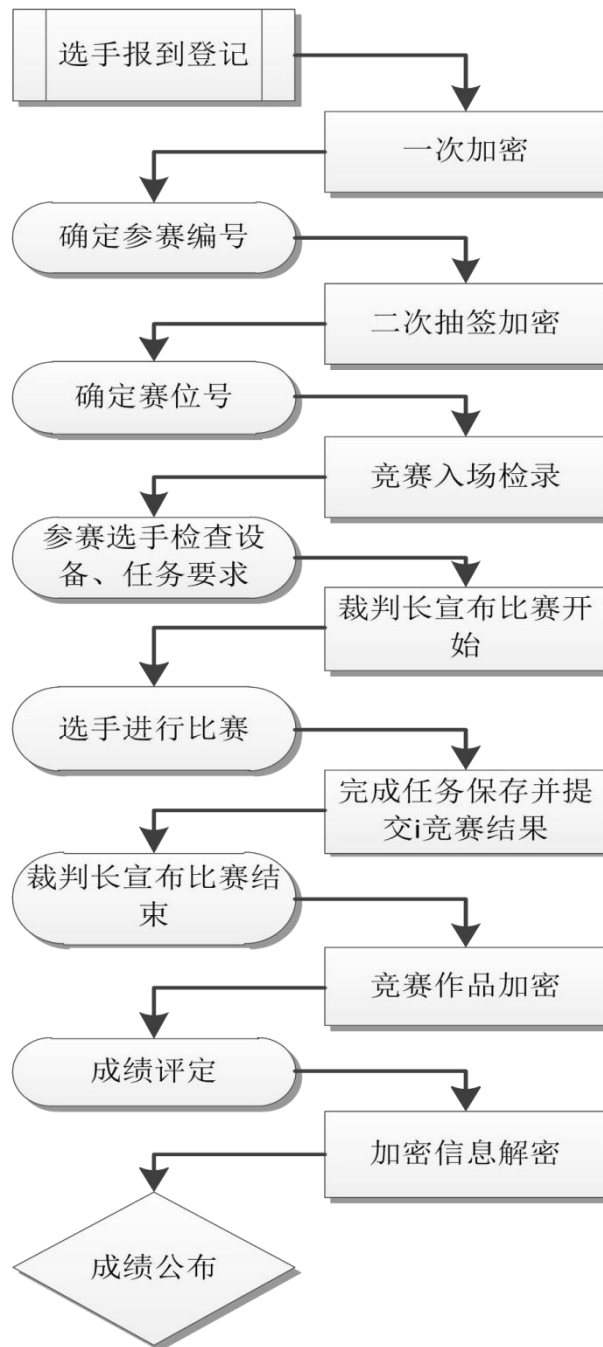 选手报到登记
一次加密
确定参赛编号
二次抽签加密
确定赛位号
竞赛入场检录
参赛选手检查设
备、任务要求
裁判长宣布比赛开
始
选手进行比赛
完成任务保存并提
交i竞赛结果
裁判长宣布比赛结
束
竞赛作品加密
成绩评定
加密信息解密
成绩公布